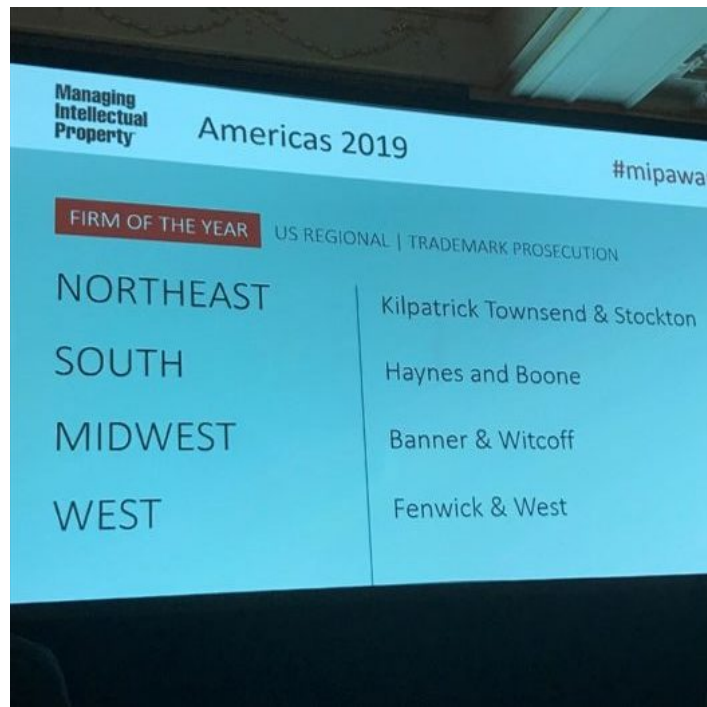 Managing
Intellectual
Property
Americas 2019
#mipawa
FIRM OF THE YEAR
US REGIONAL | TRADEMARK PROSECUTION
NORTHEAST
Kilpatrick Townsend & Stockton
SOUTH
Haynes and Boone
MIDWEST
Banner & Witcoff
WEST
Fenwick & West